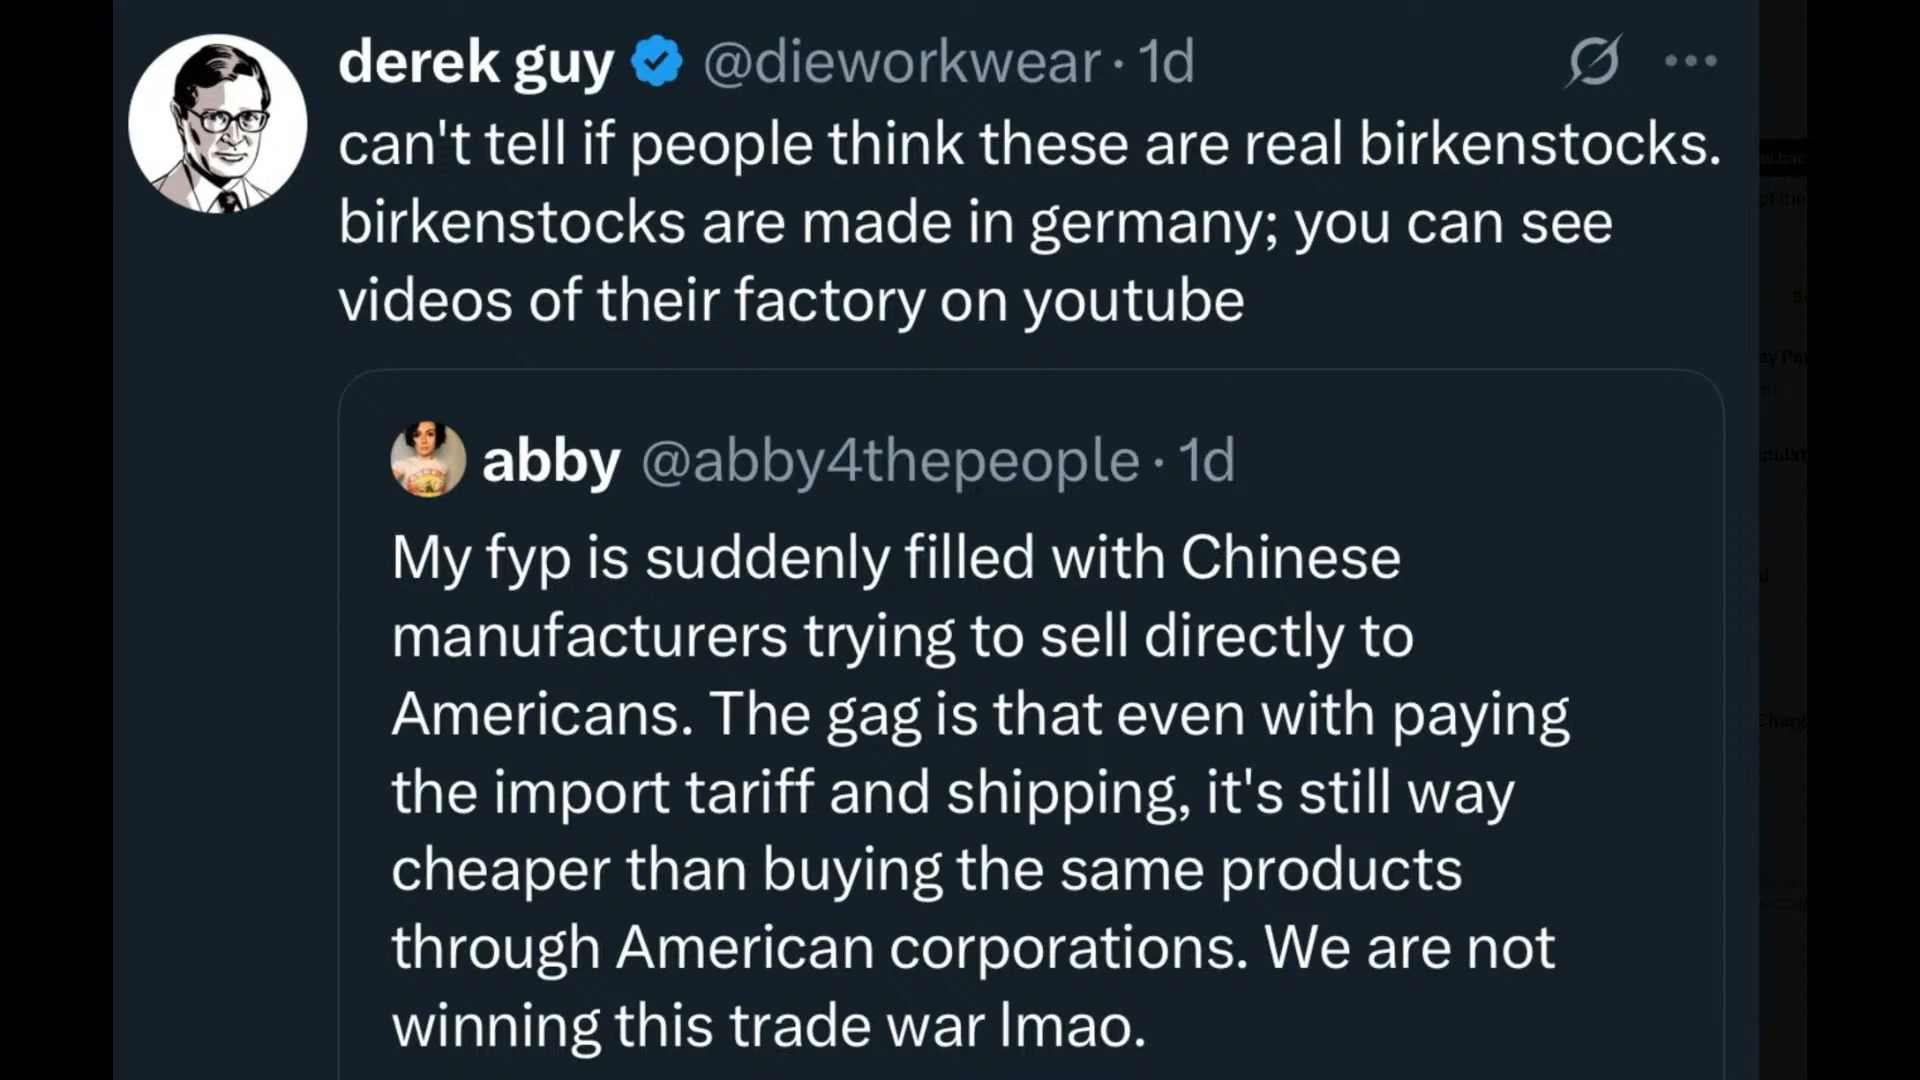 derek guy @dieworkwear · 1d
can't tell if people think these are real birkenstocks.
birkenstocks are made in germany; you can see
videos of their factory on youtube
abby @abby4thepeople · 1d
My fyp is suddenly filled with Chinese
manufacturers trying to sell directly to
Americans. The gag is that even with paying
the import tariff and shipping, it's still way
cheaper than buying the same products
through American corporations. We are not
winning this trade war lmao.